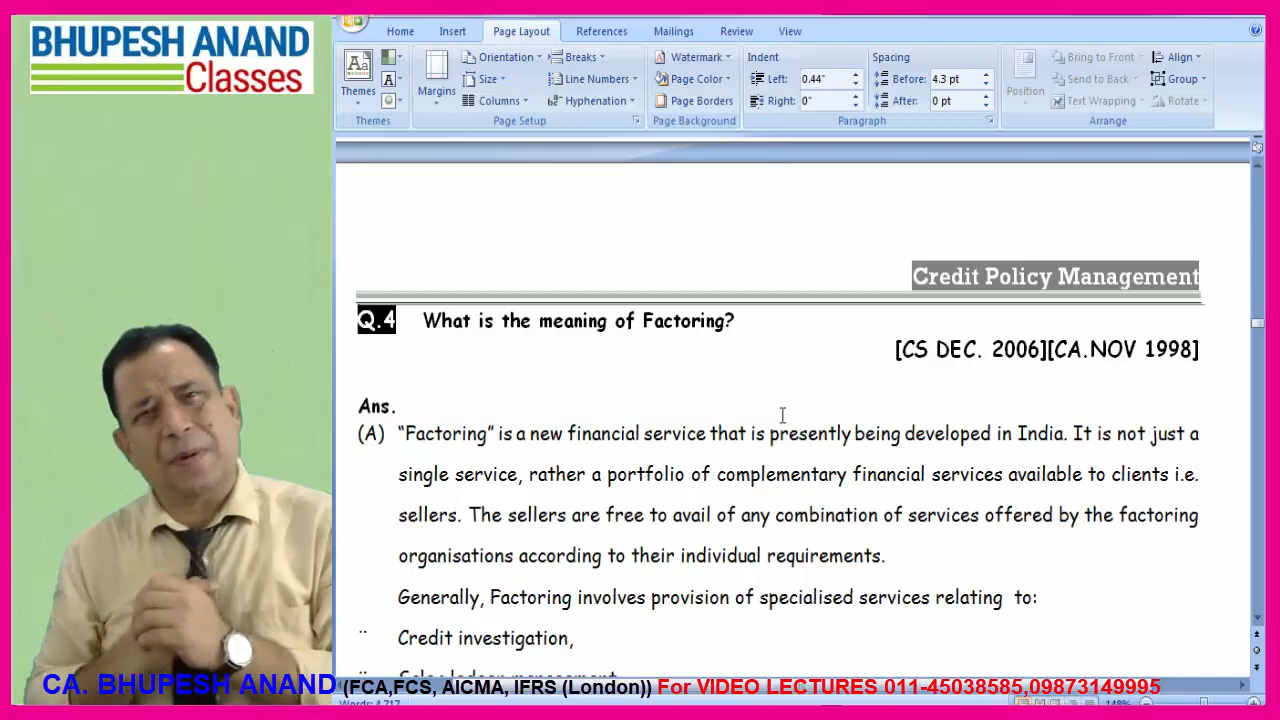 BHUPESH ANAND
Classes
Home Insert Page Layout References Mailings Review View
Themes
Margins
Orientation
Size
Columns
Breaks
Line Numbers
Hyphenation
Watermark
Page Color
Page Borders
Indent
Left: 0.44"
Right: 0"
Spacing
Before: 4.3 pt
After: 0 pt
Position
Bring to Front
Send to Back
Text Wrapping
Align
Group
Rotate
Themes Page Setup Page Background Paragraph Arrange
Credit Policy Management
Q.4 What is the meaning of Factoring?
[CS DEC. 2006][CA.NOV 1998]
Ans.
(A) “Factoring” is a new financial service that is presently being developed in India. It is not just a
single service, rather a portfolio of complementary financial services available to clients i.e.
sellers. The sellers are free to avail of any combination of services offered by the factoring
organisations according to their individual requirements.
Generally, Factoring involves provision of specialised services relating to:
¨ Credit investigation,
CA. BHUPESH ANAND (FCA,FCS, AICMA, IFRS (London)) For VIDEO LECTURES 011-45038585,09873149995